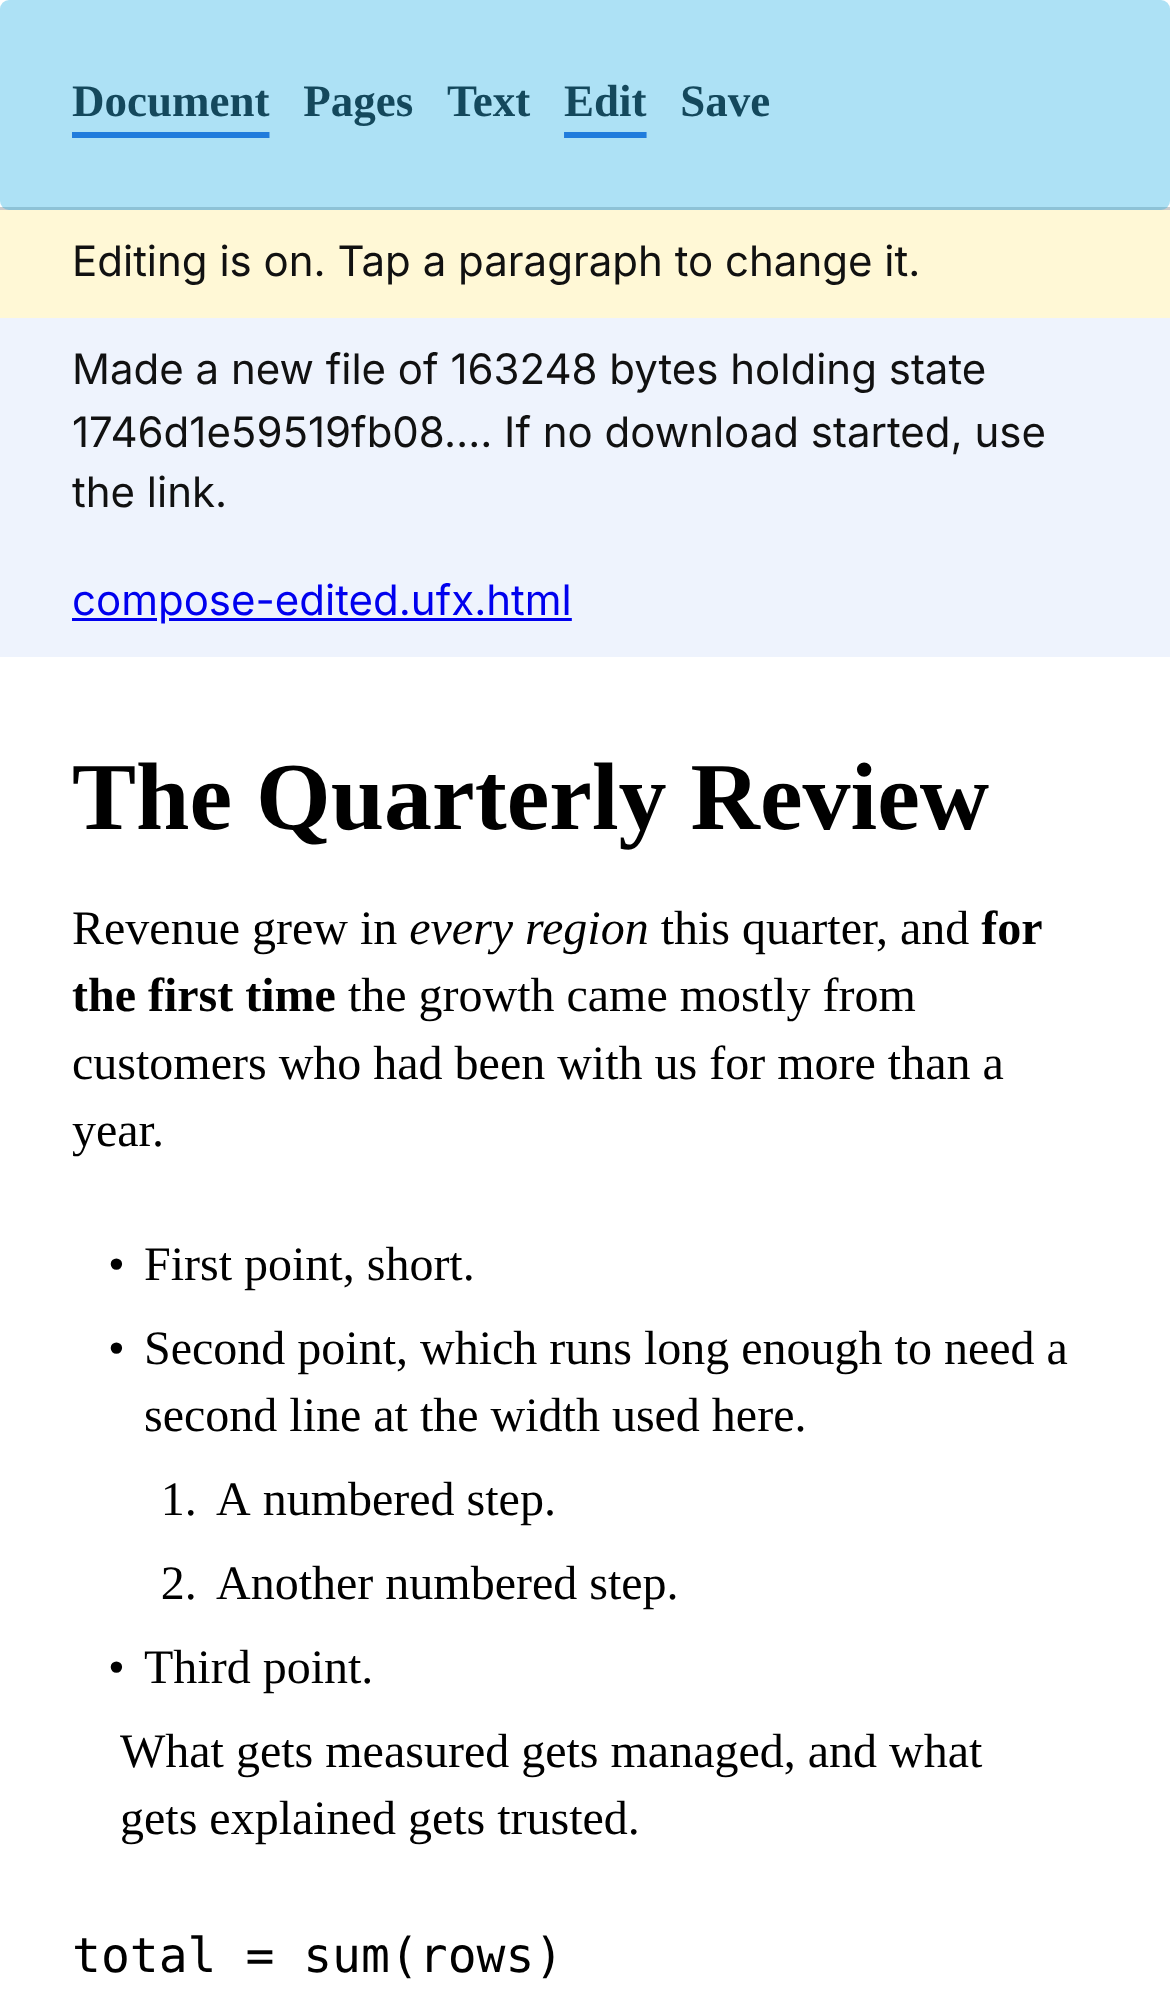 Document Pages Text Edit Save
Editing is on. Tap a paragraph to change it.
Made a new file of 163248 bytes holding state
1746d1e59519fb08.... If no download started, use
the link.
compose-edited.ufx.html
The Quarterly Review
Revenue grew in every region this quarter, and for
the first time the growth came mostly from
customers who had been with us for more than a
year.
• First point, short.
• Second point, which runs long enough to need a
second line at the width used here.
1. A numbered step.
2. Another numbered step.
• Third point.
What gets measured gets managed, and what
gets explained gets trusted.
total = sum(rows)